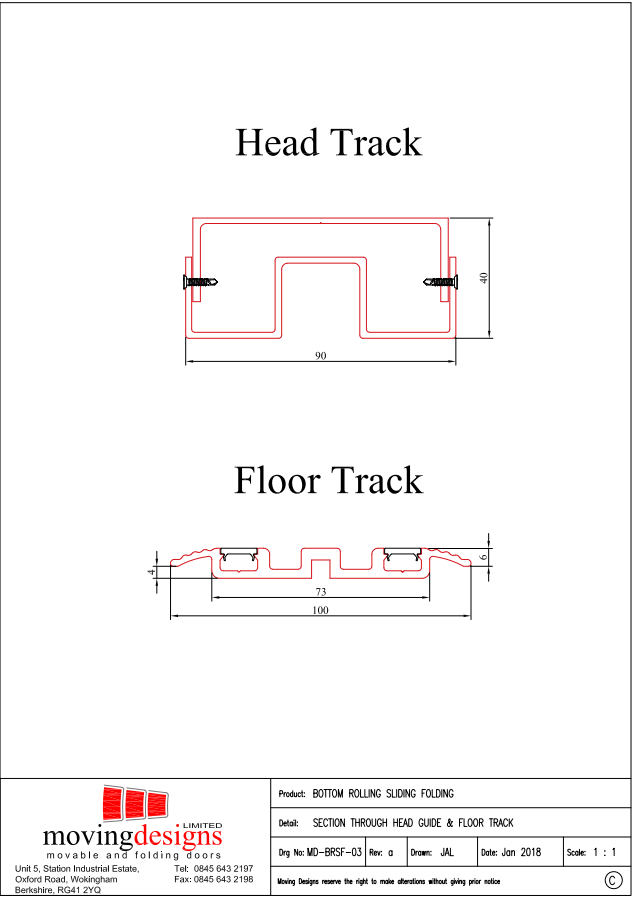 Head Track
40
90
Floor Track
4
6
73
100
LIMITED
movingdesigns
movable and folding doors
Unit 5, Station Industrial Estate,
Oxford Road, Wokingham
Berkshire, RG41 2YQ
Tel: 0845 643 2197
Fax: 0845 643 2198
Product: BOTTOM ROLLING SLIDING FOLDING
Detail: SECTION THROUGH HEAD GUIDE & FLOOR TRACK
Drg No: MD-BRSF-03 Rev: a Drawn: JAL Date: Jan 2018 Scale: 1 : 1
Moving Designs reserve the right to make alterations without giving prior notice
C